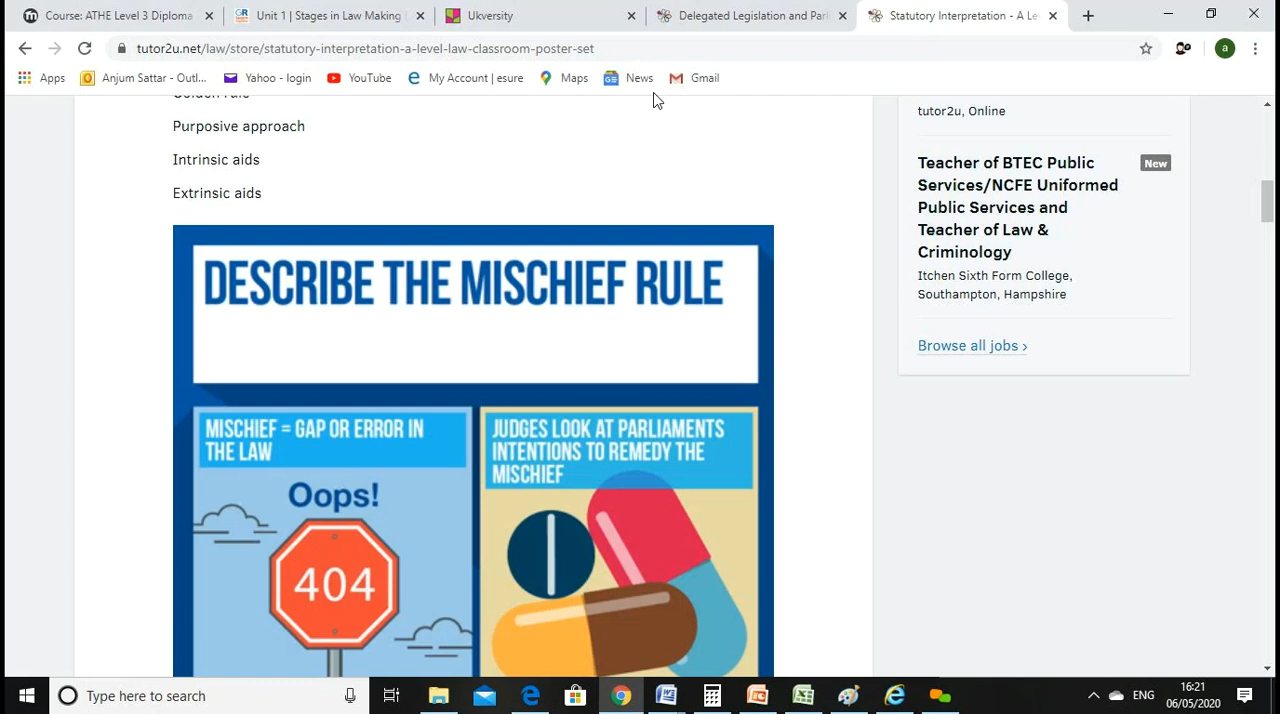 Course: ATHE Level 3 Diploma
Unit 1 | Stages in Law Making (
Ukversity
Delegated Legislation and Parl
Statutory Interpretation - A Le
tutor2u.net/law/store/statutory-interpretation-a-level-law-classroom-poster-set
a
Apps
Anjum Sattar - Outl...
Yahoo - login
YouTube
My Account | esure
Maps
News
Gmail
Golden rule
Purposive approach
Intrinsic aids
Extrinsic aids
DESCRIBE THE MISCHIEF RULE
MISCHIEF = GAP OR ERROR IN
THE LAW
Oops!
404
JUDGES LOOK AT PARLIAMENTS
INTENTIONS TO REMEDY THE
MISCHIEF
tutor2u, Online
Teacher of BTEC Public
Services/NCFE Uniformed
Public Services and
Teacher of Law &
Criminology
New
Itchen Sixth Form College,
Southampton, Hampshire
Browse all jobs ›
Type here to search
ENG
16:21
06/05/2020